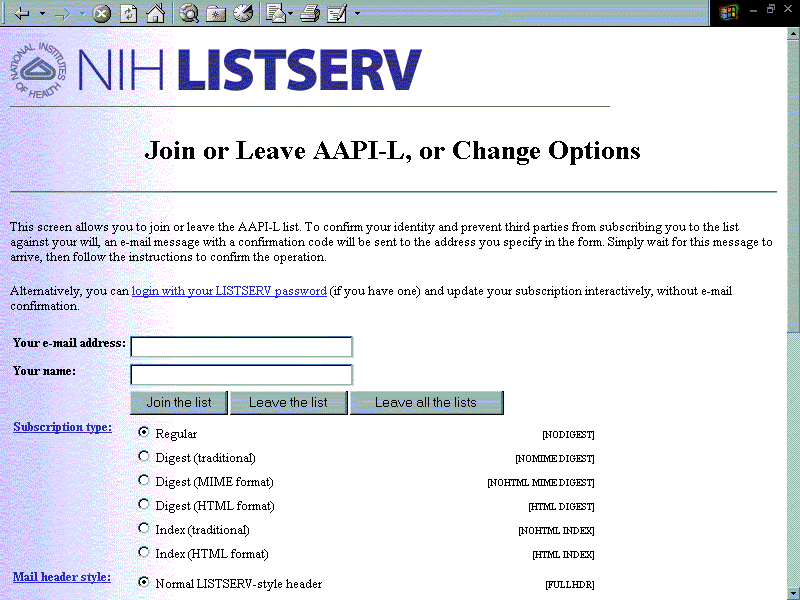 NATIONAL INSTITUTES OF HEALTH
NIH LISTSERV
Join or Leave AAPI-L, or Change Options
This screen allows you to join or leave the AAPI-L list. To confirm your identity and prevent third parties from subscribing you to the list
against your will, an e-mail message with a confirmation code will be sent to the address you specify in the form. Simply wait for this message to
arrive, then follow the instructions to confirm the operation.
Alternatively, you can login with your LISTSERV password (if you have one) and update your subscription interactively, without e-mail
confirmation.
Your e-mail address:
Your name:
Join the list Leave the list Leave all the lists
Subscription type: Regular [NODIGEST]
Digest (traditional) [NOMIME DIGEST]
Digest (MIME format) [NOHTML MIME DIGEST]
Digest (HTML format) [HTML DIGEST]
Index (traditional) [NOHTML INDEX]
Index (HTML format) [HTML INDEX]
Mail header style: Normal LISTSERV-style header [FULLHDR]